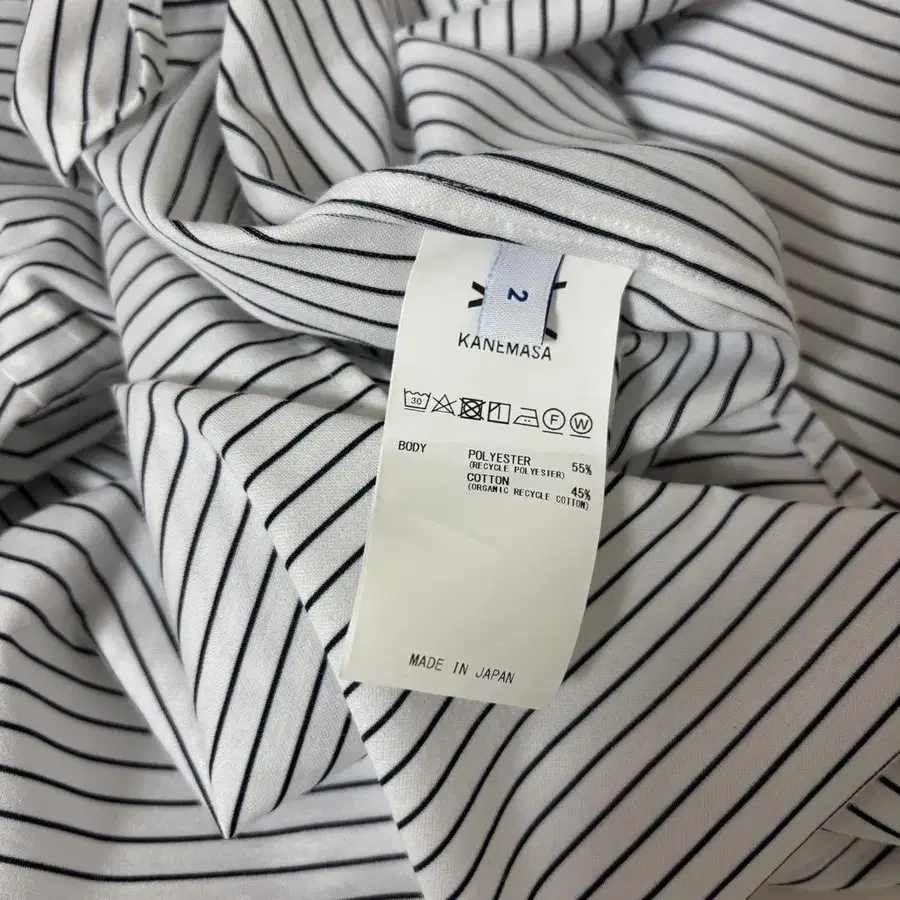 2
KANEMASA
30 F W
BODY POLYESTER 55%
(RECYCLE POLYESTER)
COTTON 45%
(ORGANIC RECYCLE COTTON)
MADE IN JAPAN